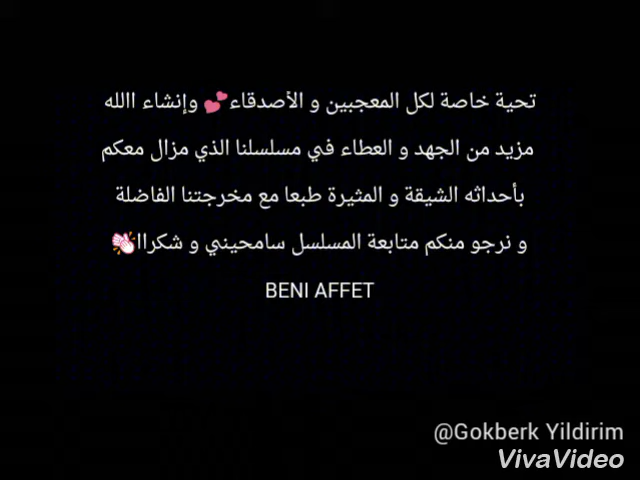 تحية خاصة لكل المعجبين و الأصدقاء💕 وإنشاء االله
مزيد من الجهد و العطاء في مسلسلنا الذي مزال معكم
بأحداثه الشيقة و المثيرة طبعا مع مخرجتنا الفاضلة
و نرجو منكم متابعة المسلسل سامحيني و شكراا👏
BENI AFFET
@Gokberk Yildirim
VivaVideo